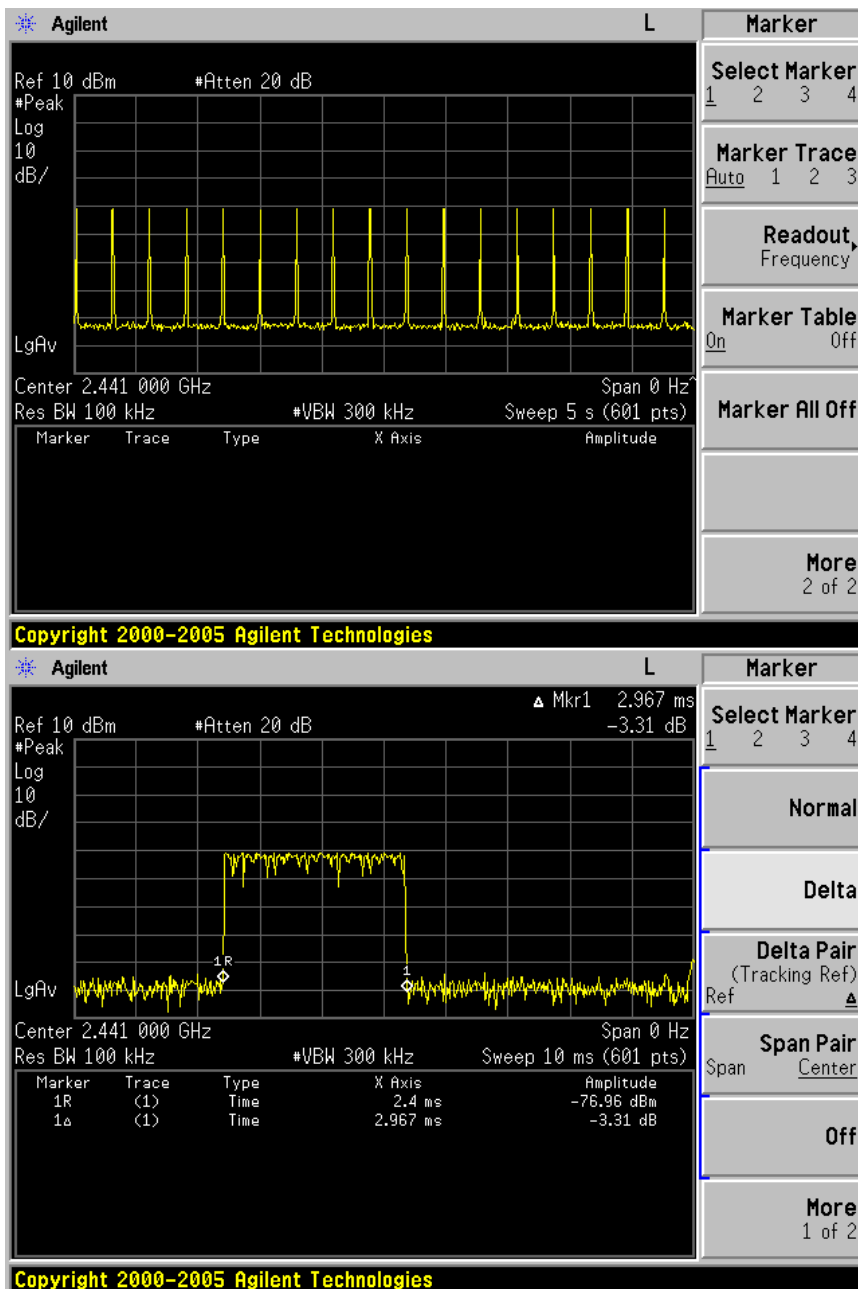 Agilent L Marker
Ref 10 dBm #Atten 20 dB
#Peak
Log
10
dB/
LgAv
Center 2.441 000 GHz Span 0 Hz^
Res BW 100 kHz #VBW 300 kHz Sweep 5 s (601 pts)
Marker Trace Type X Axis Amplitude
Select Marker
1 2 3 4
Marker Trace
Auto 1 2 3
Readout
Frequency
Marker Table
On Off
Marker All Off
More
2 of 2
Copyright 2000-2005 Agilent Technologies
Agilent L Marker
Δ Mkr1 2.967 ms
Ref 10 dBm #Atten 20 dB -3.31 dB
#Peak
Log
10
dB/
1R
1
LgAv
Center 2.441 000 GHz Span 0 Hz
Res BW 100 kHz #VBW 300 kHz Sweep 10 ms (601 pts)
Marker Trace Type X Axis Amplitude
1R (1) Time 2.4 ms -76.96 dBm
1Δ (1) Time 2.967 ms -3.31 dB
Select Marker
1 2 3 4
Normal
Delta
Delta Pair
(Tracking Ref)
Ref Δ
Span Pair
Span Center
Off
More
1 of 2
Copyright 2000-2005 Agilent Technologies